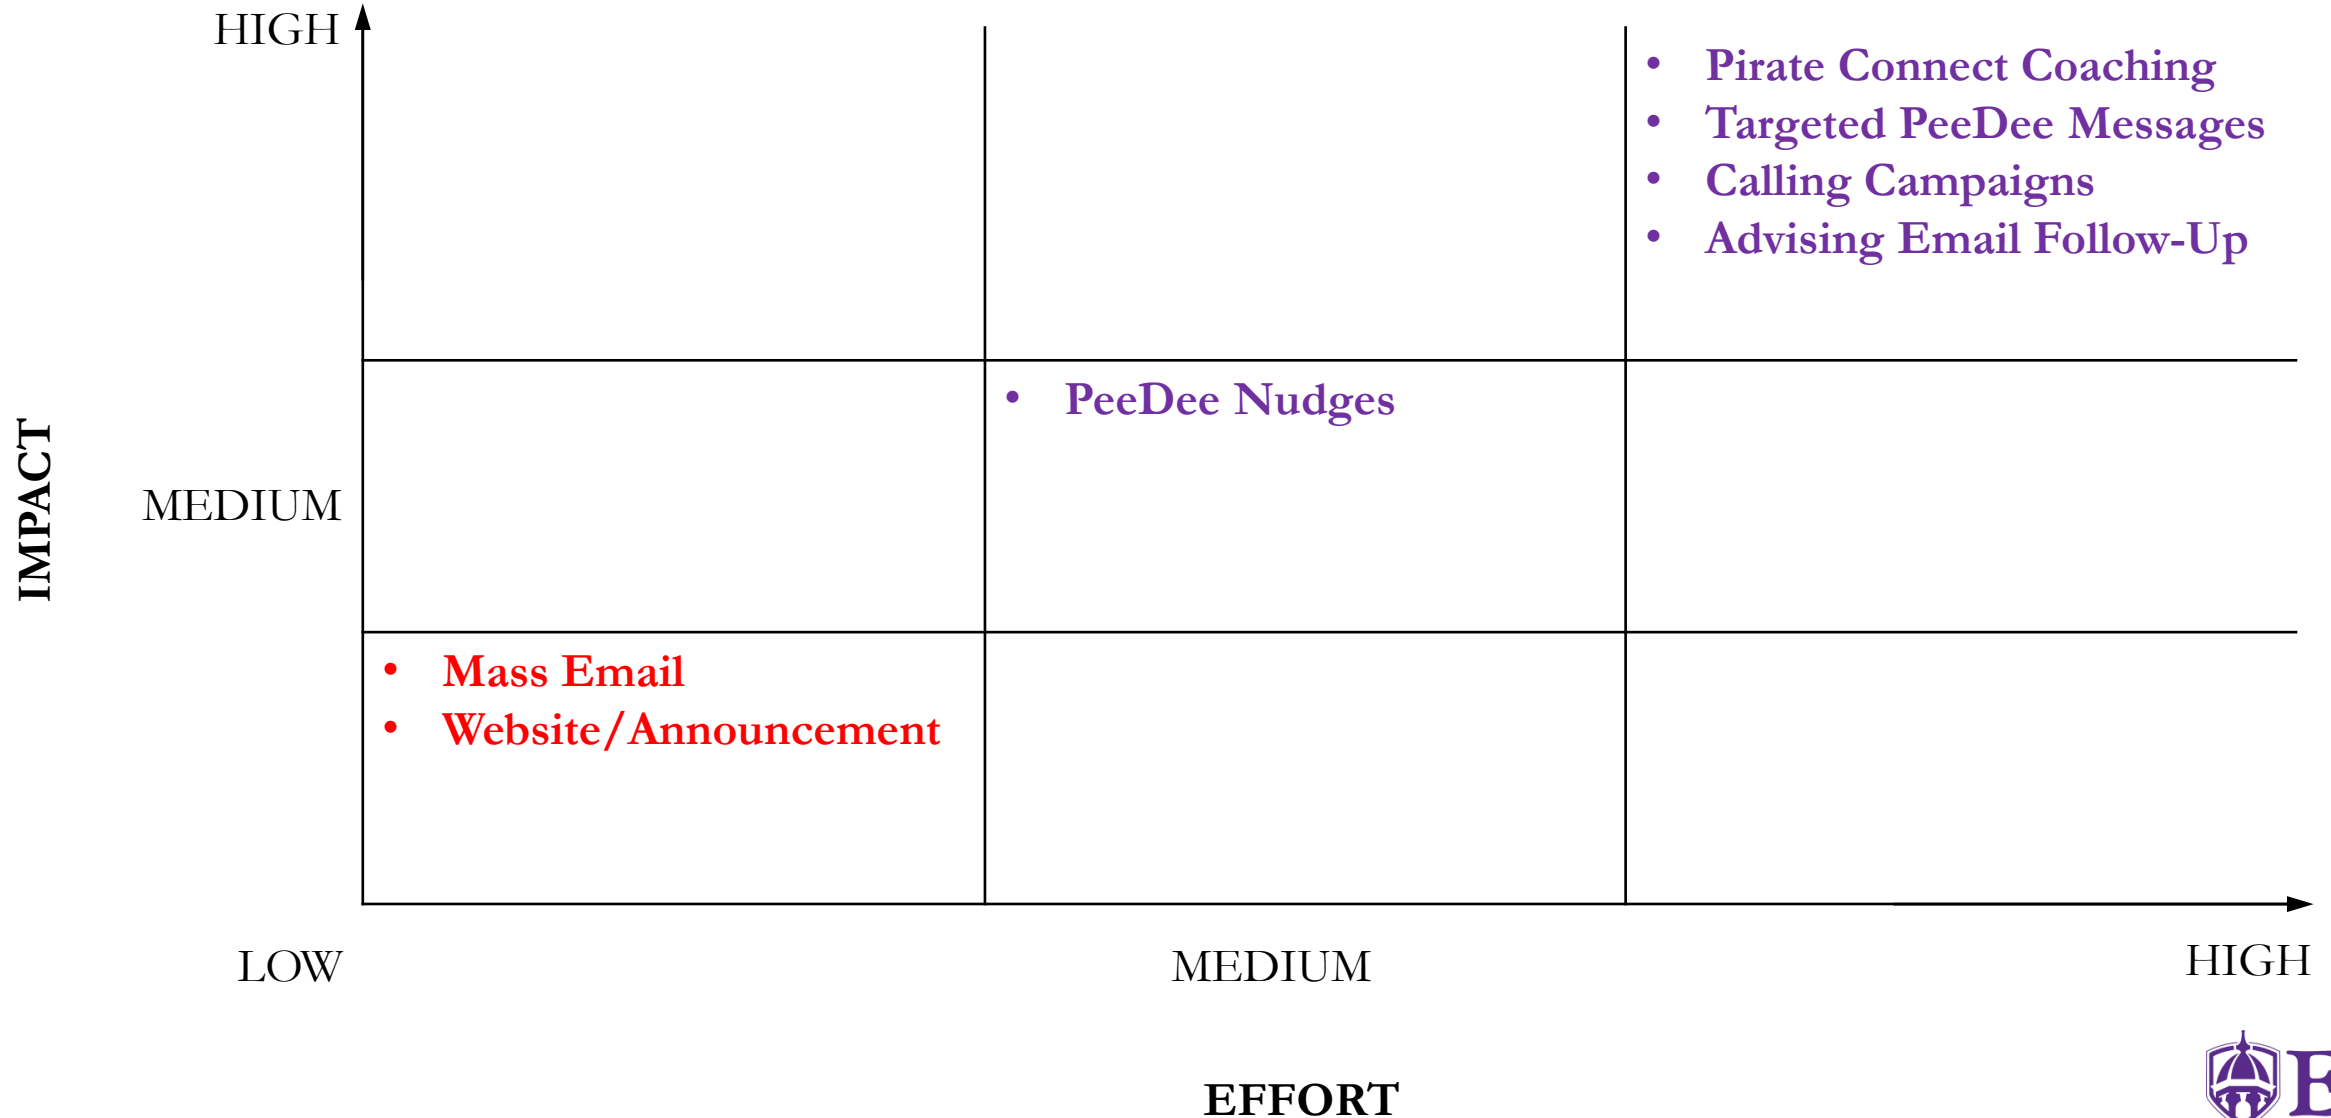 HIGH
• Pirate Connect Coaching
• Targeted PeeDee Messages
• Calling Campaigns
• Advising Email Follow-Up
IMPACT
MEDIUM
• PeeDee Nudges
• Mass Email
• Website/Announcement
LOW
MEDIUM
HIGH
EFFORT
E